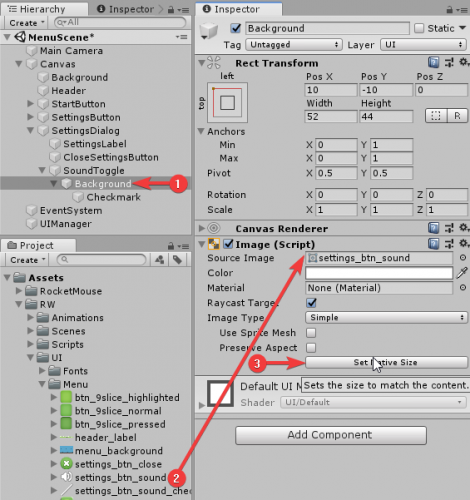 Hierarchy
Inspector
Create
All
MenuScene*
Main Camera
Canvas
Background
Header
StartButton
SettingsButton
SettingsDialog
SettingsLabel
CloseSettingsButton
SoundToggle
Background
1
Checkmark
EventSystem
UIManager
Project
Create
Assets
RocketMouse
RW
Animations
Scenes
Scripts
UI
Fonts
Menu
btn_9slice_highlighted
btn_9slice_normal
btn_9slice_pressed
header_label
menu_background
settings_btn_close
settings_btn_sound
2
settings_btn_sound_che
Inspector
Background
Static
Tag Untagged Layer UI
Rect Transform
left Pos X Pos Y Pos Z
10 -10 0
top Width Height
52 44
R
Anchors
Min X 0 Y 1
Max X 0 Y 1
Pivot X 0.5 Y 0.5
Rotation X 0 Y 0 Z 0
Scale X 1 Y 1 Z 1
Canvas Renderer
Image (Script)
Source Image settings_btn_sound
Color
Material None (Material)
Raycast Target
Image Type Simple
Use Sprite Mesh
Preserve Aspect
3 Set Native Size
Default UI M
Sets the size to match the content.
Shader UI/Default
Add Component